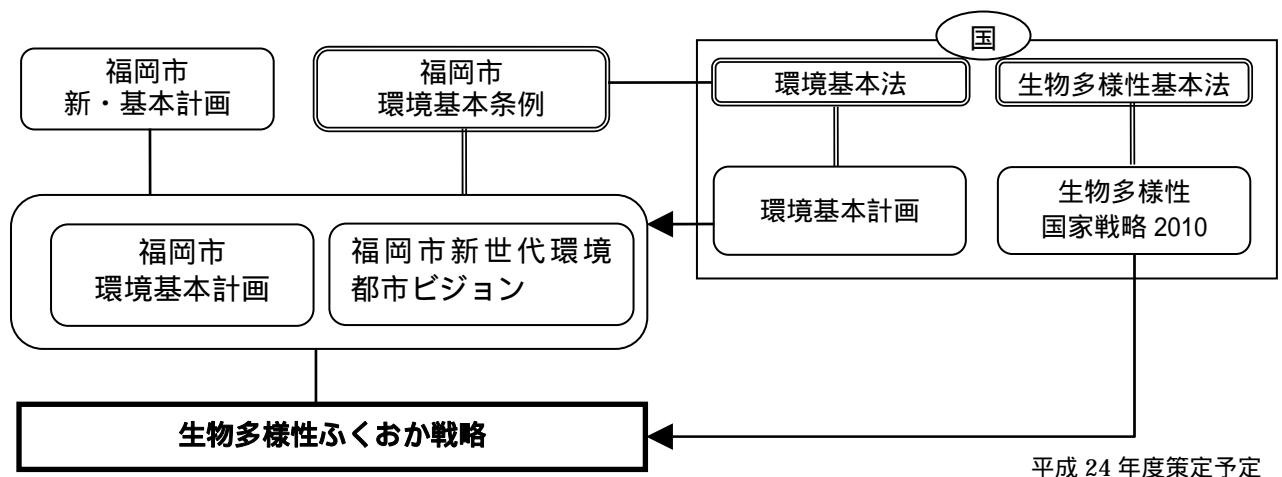 国
福岡市
新・基本計画
福岡市
環境基本条例
環境基本法
生物多様性基本法
環境基本計画
生物多様性
国家戦略 2010
福岡市
環境基本計画
福岡市新世代環境
都市ビジョン
生物多様性ふくおか戦略
平成 24 年度策定予定